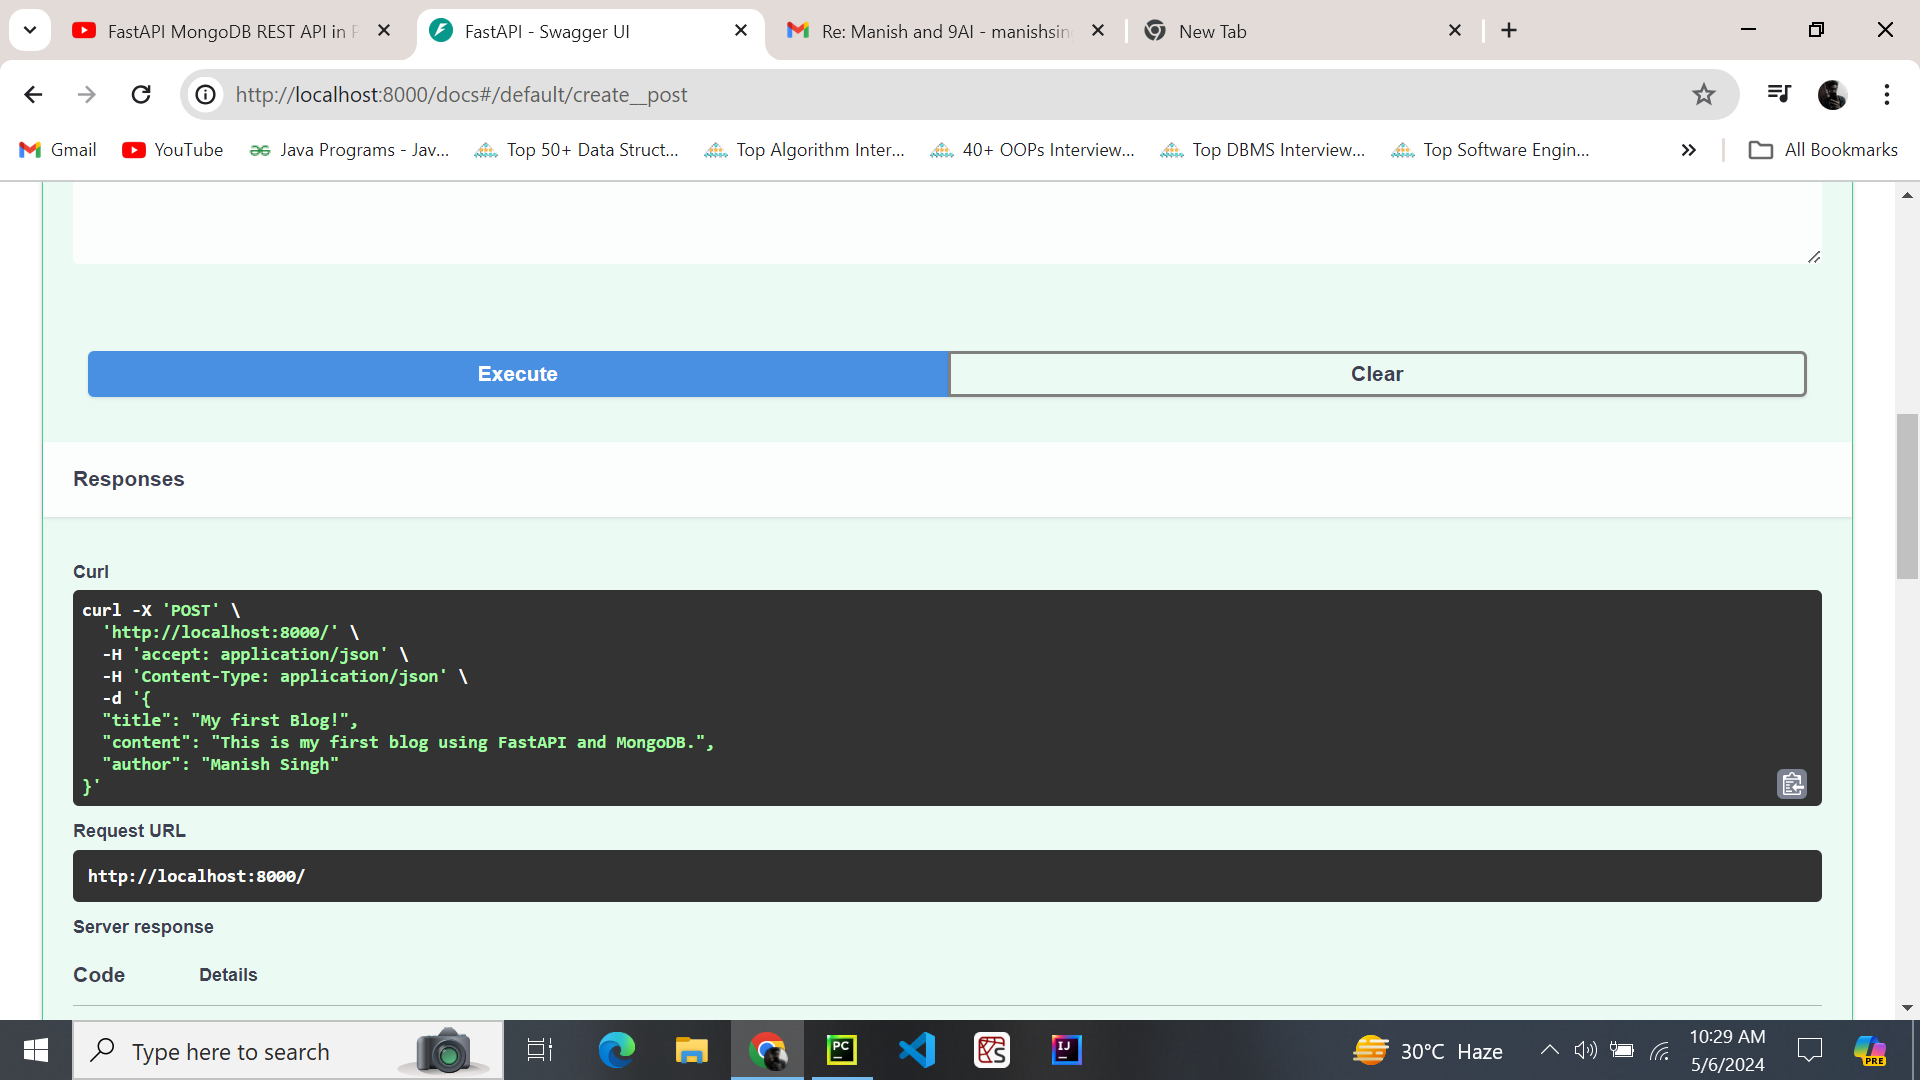 FastAPI MongoDB REST API in P
FastAPI - Swagger UI
Re: Manish and 9AI - manishsin
New Tab
http://localhost:8000/docs#/default/create__post
Gmail
YouTube
Java Programs - Jav...
Top 50+ Data Struct...
Top Algorithm Inter...
40+ OOPs Interview...
Top DBMS Interview...
Top Software Engin...
All Bookmarks
Execute
Clear
Responses
Curl
curl -X 'POST' \
'http://localhost:8000/' \
-H 'accept: application/json' \
-H 'Content-Type: application/json' \
-d '{
"title": "My first Blog!",
"content": "This is my first blog using FastAPI and MongoDB.",
"author": "Manish Singh"
}'
Request URL
http://localhost:8000/
Server response
Code
Details
Type here to search
PC
IJ
30°C Haze
10:29 AM
5/6/2024
PRE